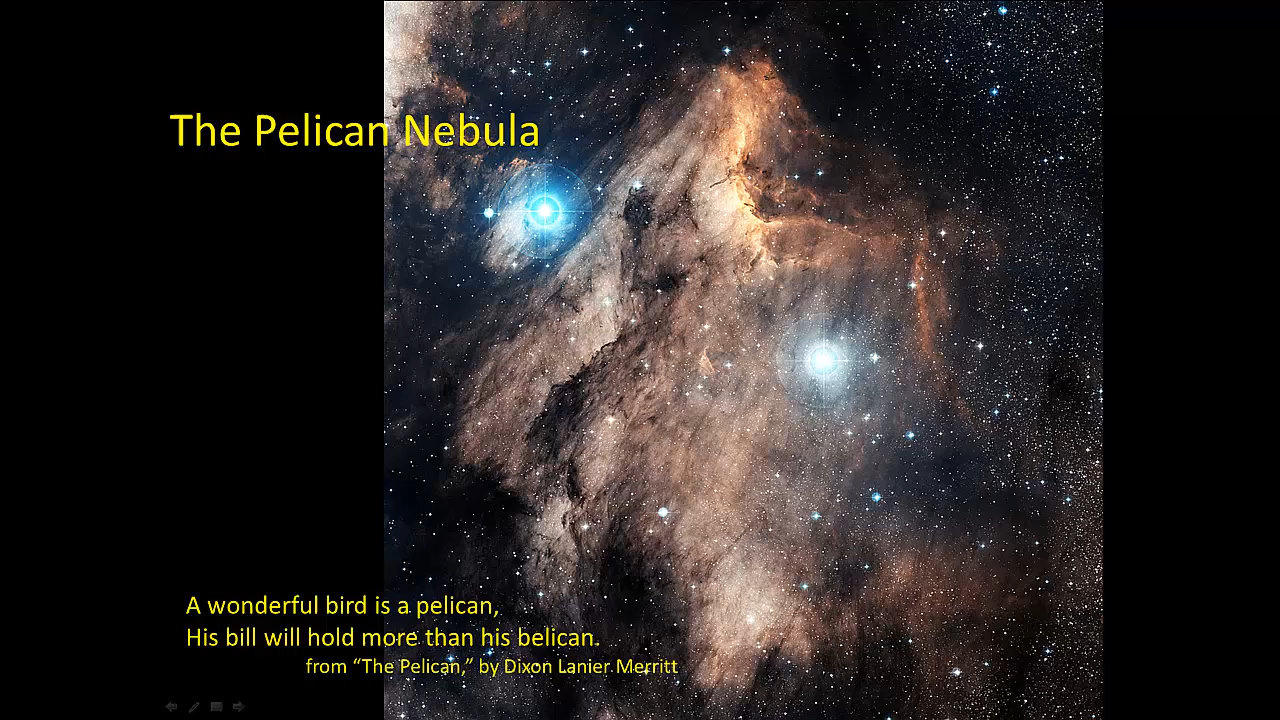 The Pelican Nebula
A wonderful bird is a pelican,
His bill will hold more than his belican.
from “The Pelican,” by Dixon Lanier Merritt